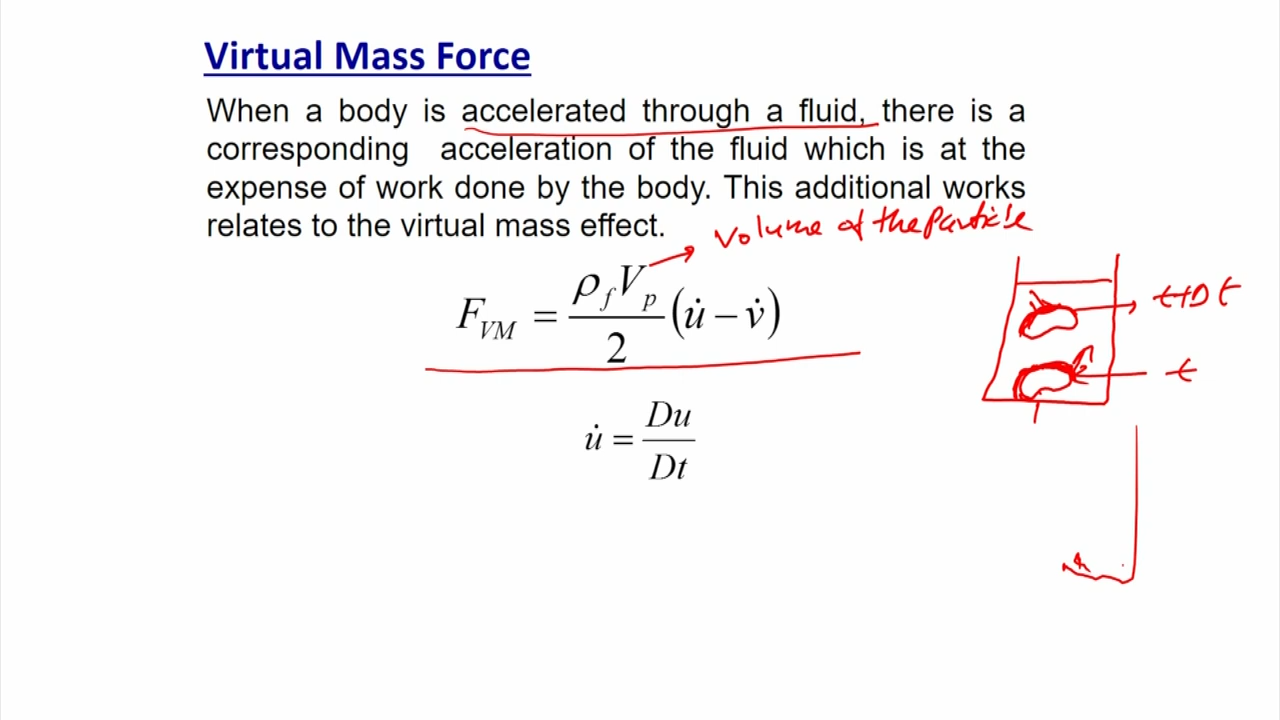 Virtual Mass Force
When a body is accelerated through a fluid, there is a
corresponding acceleration of the fluid which is at the
expense of work done by the body. This additional works
relates to the virtual mass effect.
Volume of the Particle
F_VM = ρ_f V_p / 2 (u̇ − v̇)
t+Dt
t
u̇ = Du / Dt